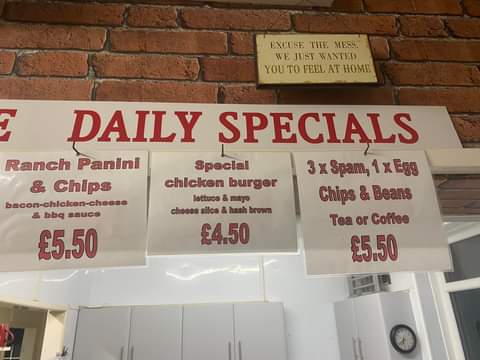 EXCUSE THE MESS,
WE JUST WANTED
YOU TO FEEL AT HOME
E DAILY SPECIALS
Ranch Panini
& Chips
bacon-chicken-cheese
& bbq sauce
£5.50
Special
chicken burger
lettuce & mayo
cheese slice & hash brown
£4.50
3 x Spam, 1 x Egg
Chips & Beans
Tea or Coffee
£5.50